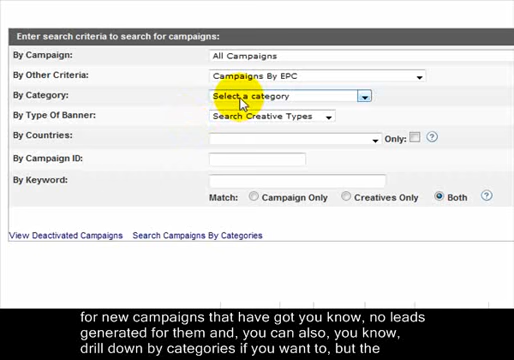 Enter search criteria to search for campaigns:
By Campaign: All Campaigns
By Other Criteria: Campaigns By EPC
By Category: Select a category
By Type Of Banner: Search Creative Types
By Countries: Only: ?
By Campaign ID:
By Keyword:
Match: Campaign Only Creatives Only Both ?
View Deactivated Campaigns Search Campaigns By Categories
for new campaigns that have got you know, no leads
generated for them and, you can also, you know,
drill down by categories if you want to, but the